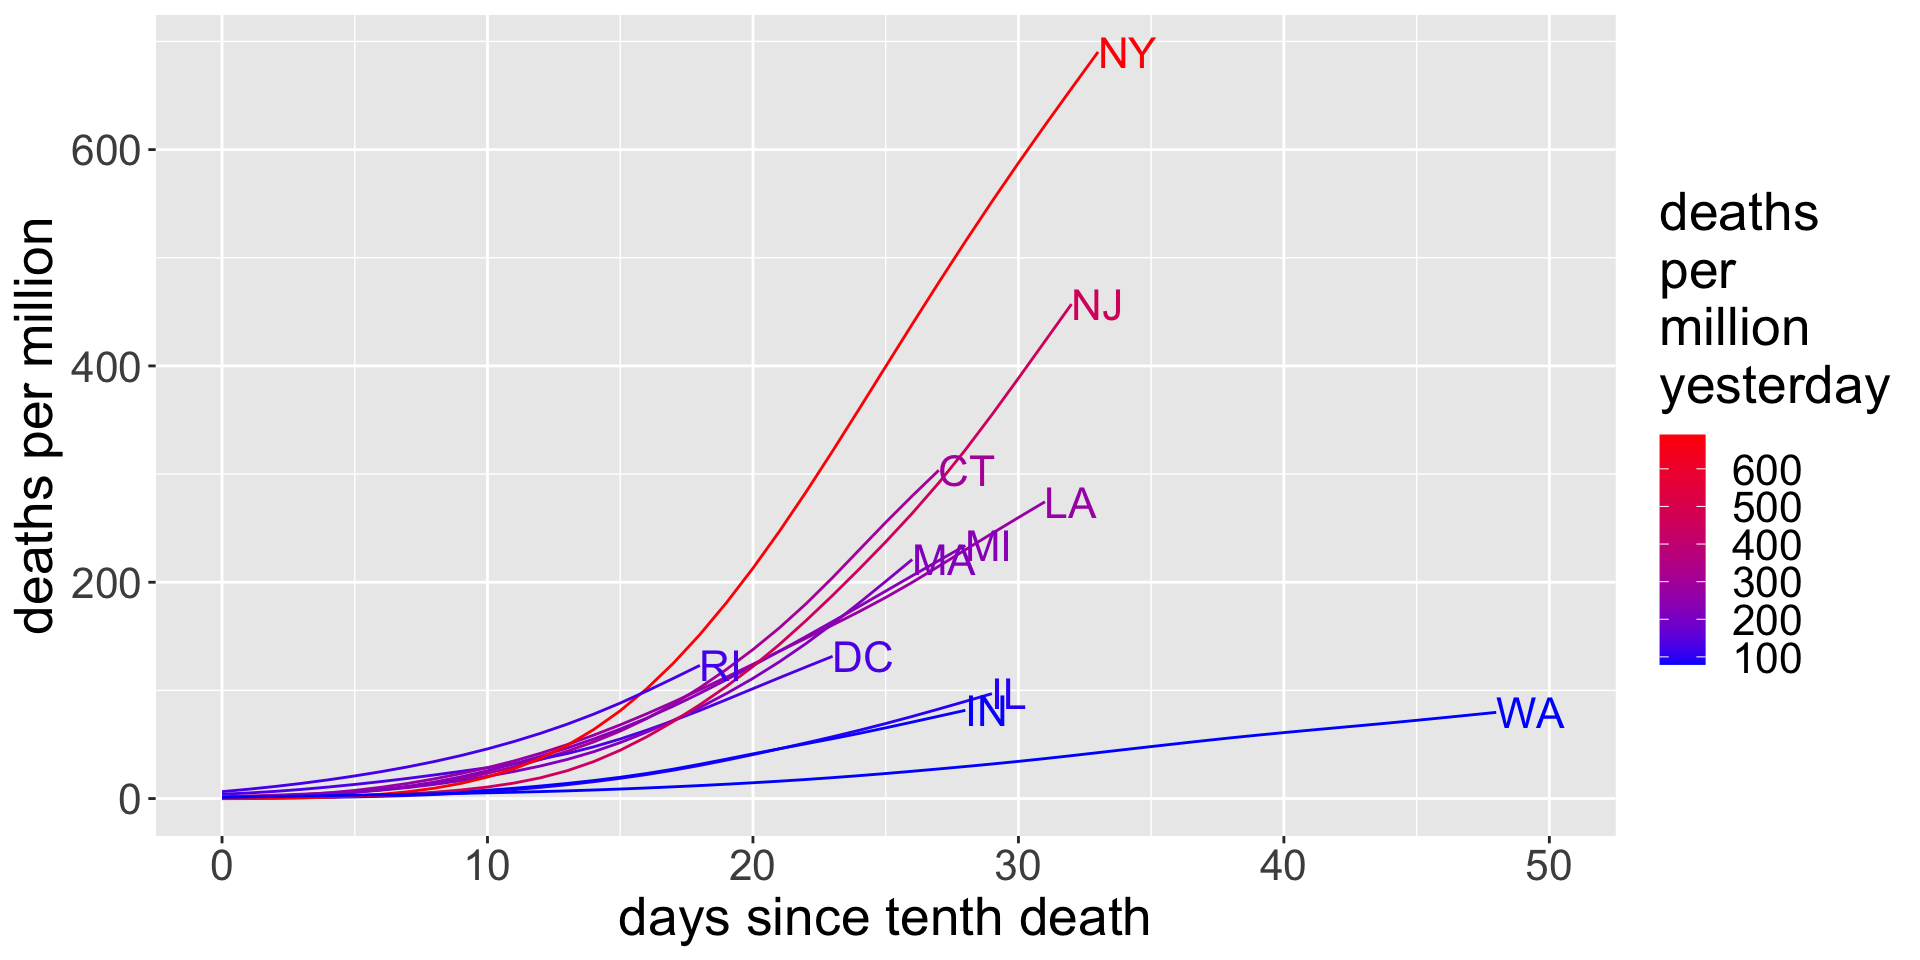 deaths per million
600
400
200
0
NY
NJ
CT
LA
MI
MA
RI
DC
IL
IN
WA
0 10 20 30 40 50
days since tenth death
deaths
per
million
yesterday
600
500
400
300
200
100